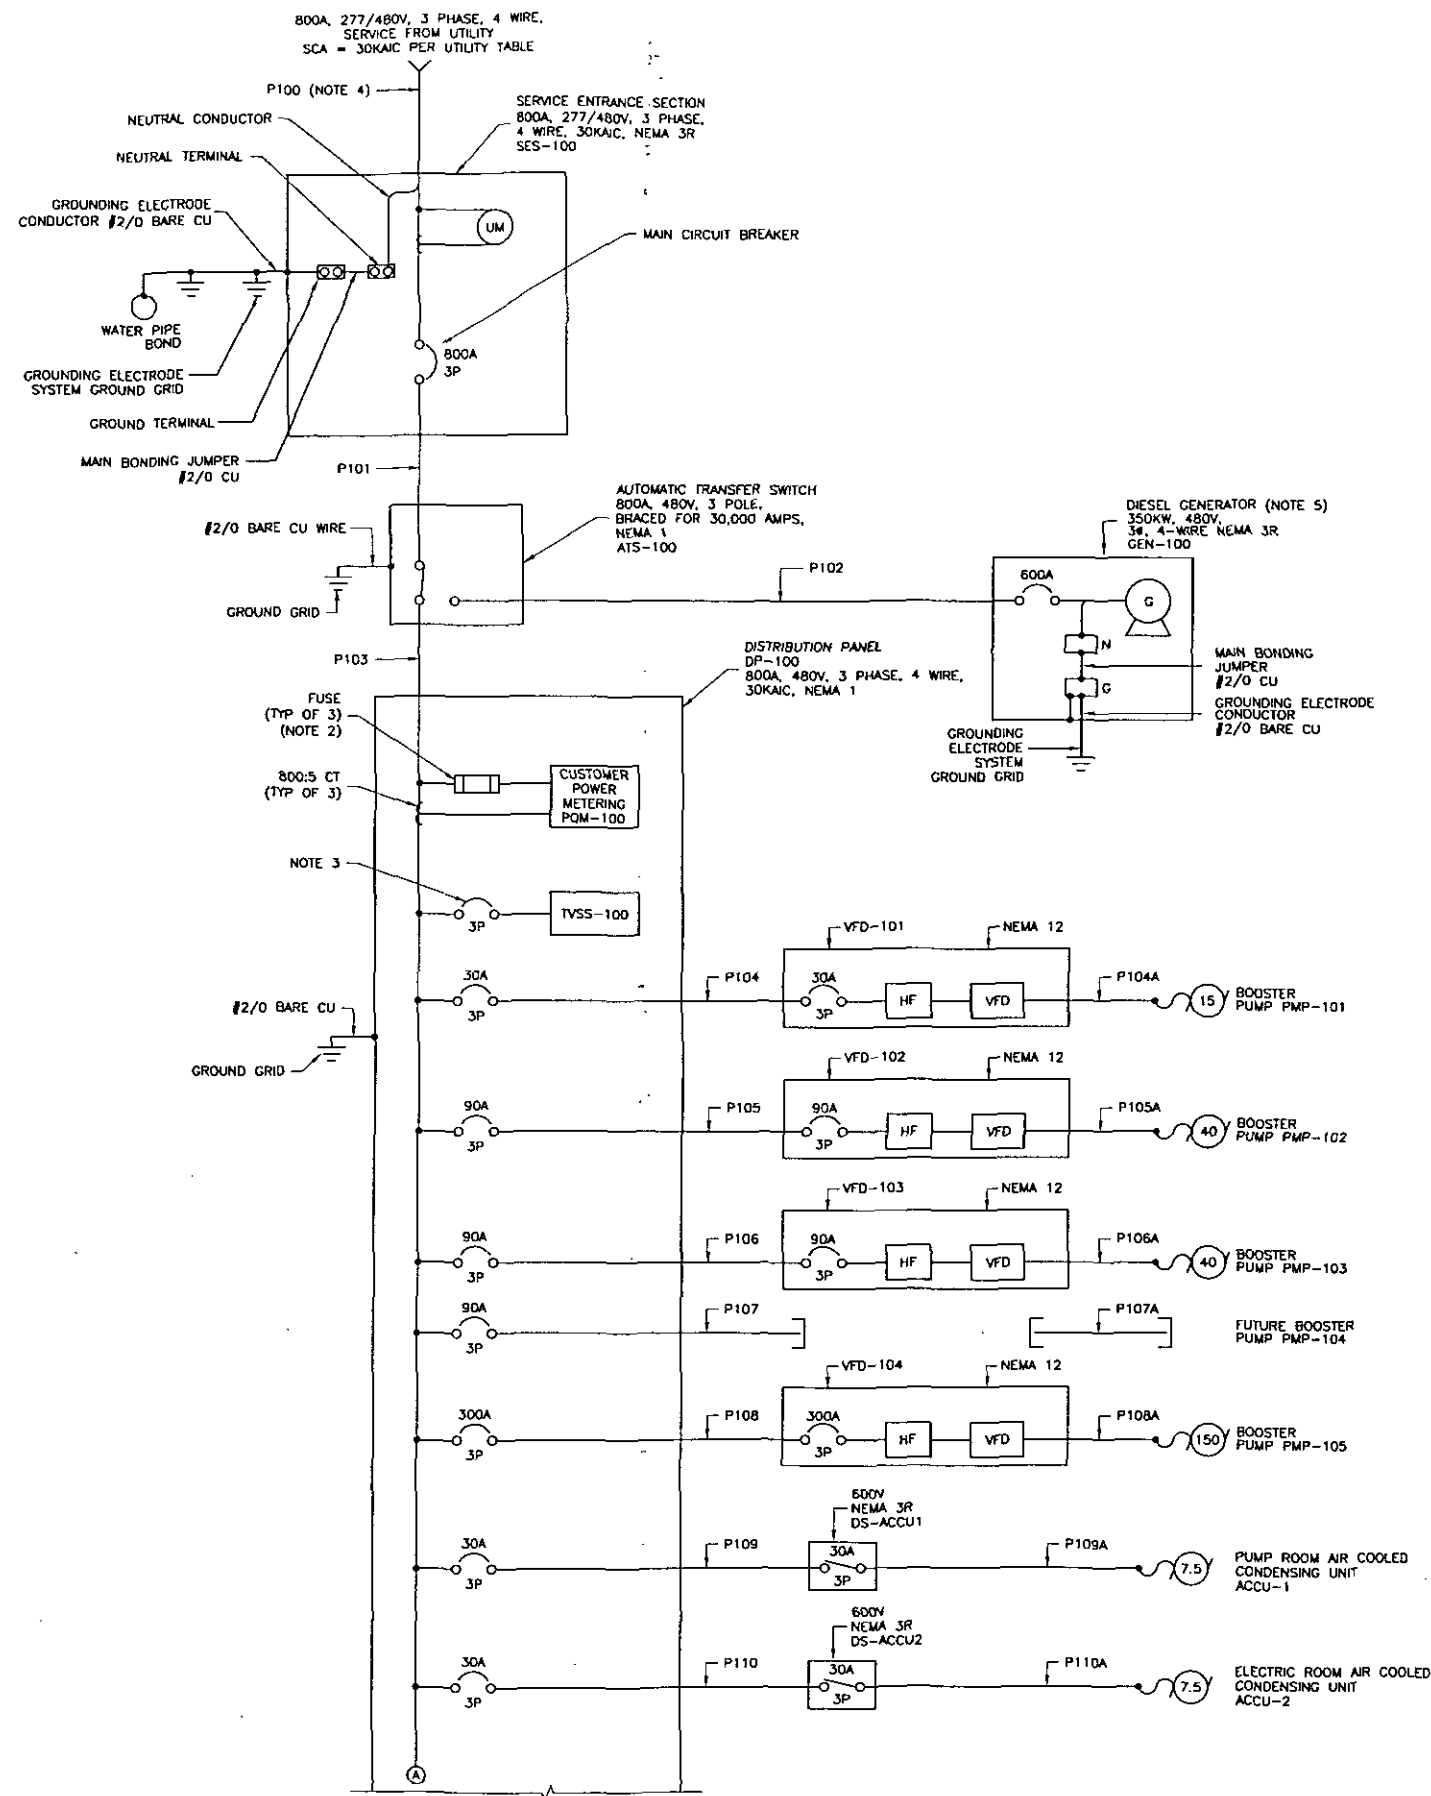 800A, 277/480V, 3 PHASE, 4 WIRE,
SERVICE FROM UTILITY
SCA = 30KAIC PER UTILITY TABLE
P100 (NOTE 4)
NEUTRAL CONDUCTOR
SERVICE ENTRANCE SECTION
800A, 277/480V, 3 PHASE,
4 WIRE, 30KAIC, NEMA 3R
SES-100
NEUTRAL TERMINAL
GROUNDING ELECTRODE
CONDUCTOR #2/0 BARE CU
UM
MAIN CIRCUIT BREAKER
WATER PIPE
BOND
800A
3P
GROUNDING ELECTRODE
SYSTEM GROUND GRID
GROUND TERMINAL
MAIN BONDING JUMPER
#2/0 CU
P101
AUTOMATIC TRANSFER SWITCH
800A, 480V, 3 POLE,
BRACED FOR 30,000 AMPS,
NEMA 1
ATS-100
#2/0 BARE CU WIRE
GROUND GRID
DIESEL GENERATOR (NOTE 5)
350KW, 480V,
3ø, 4-WIRE NEMA 3R
GEN-100
P102
600A
G
N
G
MAIN BONDING
JUMPER
#2/0 CU
GROUNDING ELECTRODE
CONDUCTOR
#2/0 BARE CU
GROUNDING
ELECTRODE
SYSTEM
GROUND GRID
P103
DISTRIBUTION PANEL
DP-100
800A, 480V, 3 PHASE, 4 WIRE,
30KAIC, NEMA 1
FUSE
(TYP OF 3)
(NOTE 2)
800:5 CT
(TYP OF 3)
CUSTOMER
POWER
METERING
PQM-100
NOTE 3
3P
TVSS-100
VFD-101
NEMA 12
30A
3P
P104
30A
3P
HF
VFD
P104A
15
BOOSTER
PUMP PMP-101
#2/0 BARE CU
GROUND GRID
VFD-102
NEMA 12
90A
3P
P105
90A
3P
HF
VFD
P105A
40
BOOSTER
PUMP PMP-102
VFD-103
NEMA 12
90A
3P
P106
90A
3P
HF
VFD
P106A
40
BOOSTER
PUMP PMP-103
90A
3P
P107
P107A
FUTURE BOOSTER
PUMP PMP-104
VFD-104
NEMA 12
300A
3P
P108
300A
3P
HF
VFD
P108A
150
BOOSTER
PUMP PMP-105
600V
NEMA 3R
DS-ACCU1
30A
3P
P109
30A
3P
P109A
7.5
PUMP ROOM AIR COOLED
CONDENSING UNIT
ACCU-1
600V
NEMA 3R
DS-ACCU2
30A
3P
P110
30A
3P
P110A
7.5
ELECTRIC ROOM AIR COOLED
CONDENSING UNIT
ACCU-2
A